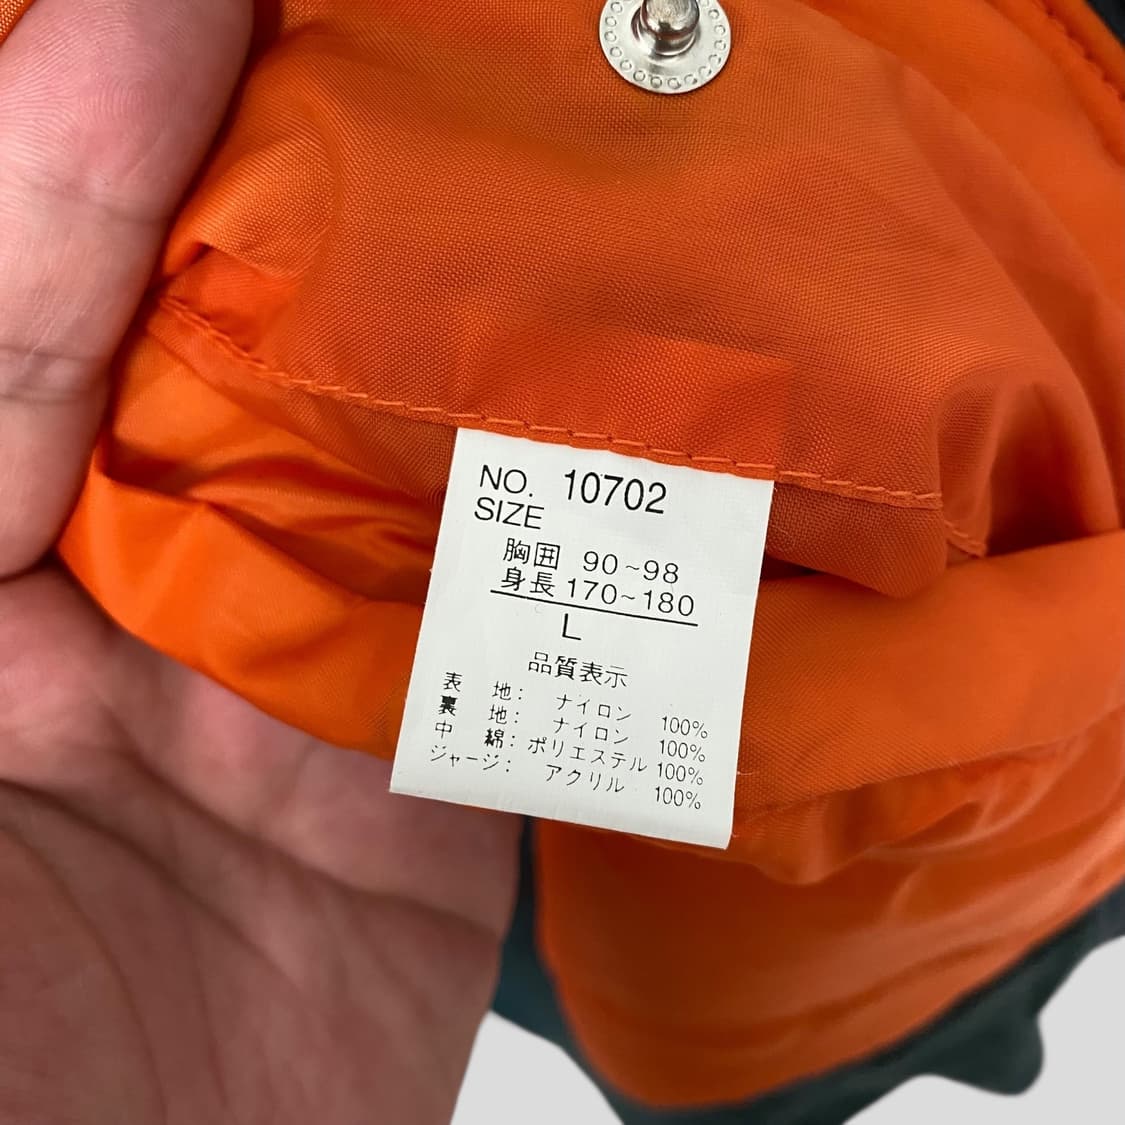 NO. 10702
SIZE
胸囲 90~98
身長 170~180
L
品質表示
表 地: ナイロン 100%
裏 地: ナイロン 100%
中 綿: ポリエステル 100%
ジャージ: アクリル 100%